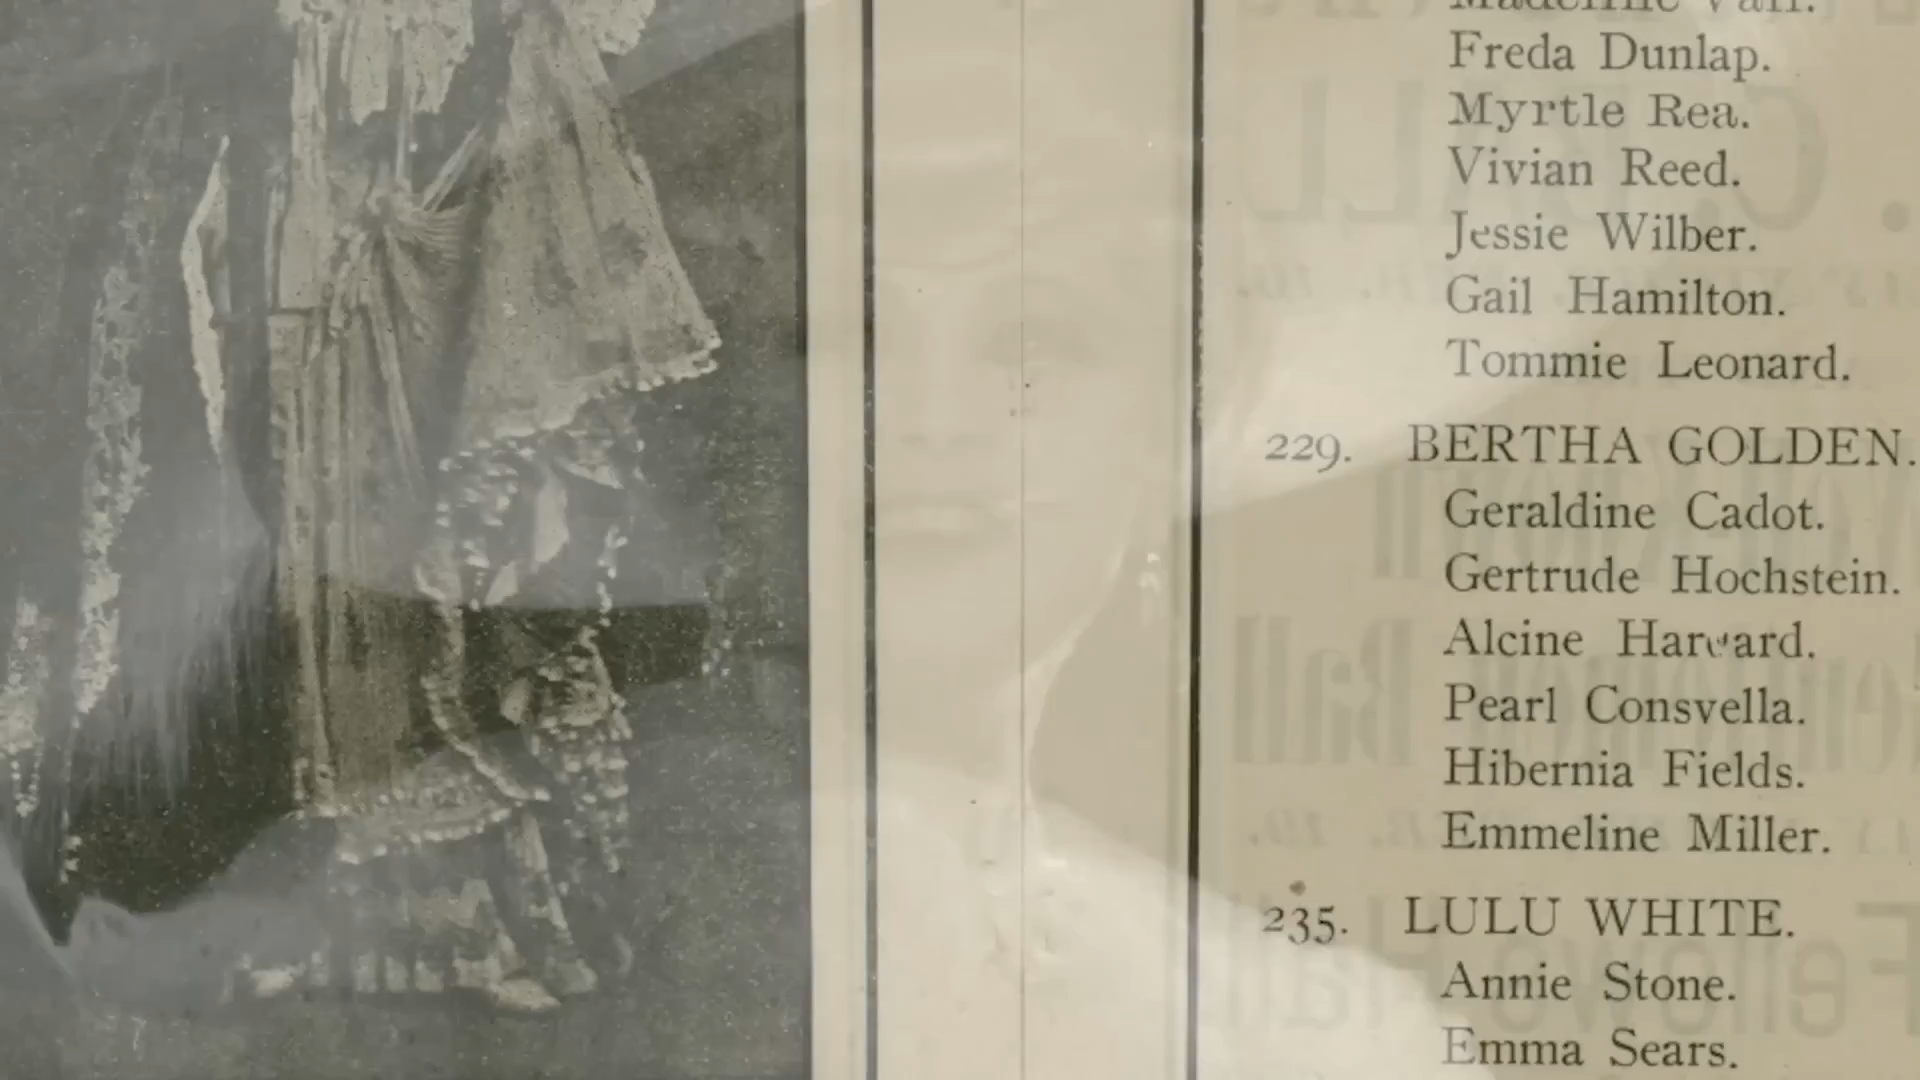 Freda Dunlap.
Myrtle Rea.
Vivian Reed.
Jessie Wilber.
Gail Hamilton.
Tommie Leonard.
229. BERTHA GOLDEN.
Geraldine Cadot.
Gertrude Hochstein.
Alcine Harvard.
Pearl Consvella.
Hibernia Fields.
Emmeline Miller.
235. LULU WHITE.
Annie Stone.
Emma Sears.